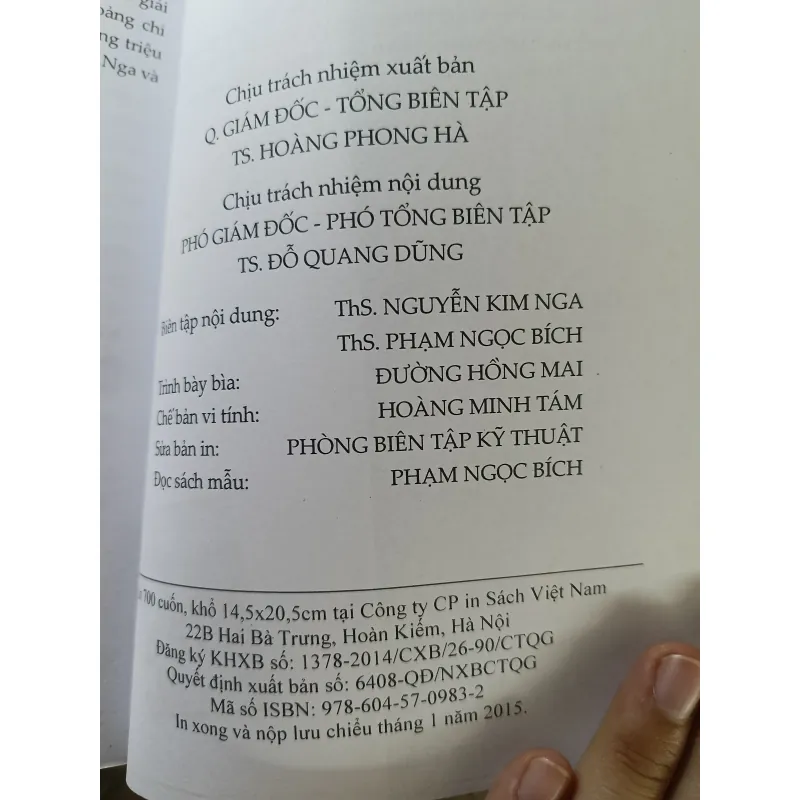 giải
chí
triệu
Nga và
Chịu trách nhiệm xuất bản
Q. GIÁM ĐỐC - TỔNG BIÊN TẬP
TS. HOÀNG PHONG HÀ
Chịu trách nhiệm nội dung
PHÓ GIÁM ĐỐC - PHÓ TỔNG BIÊN TẬP
TS. ĐỖ QUANG DŨNG
Biên tập nội dung: ThS. NGUYỄN KIM NGA
ThS. PHẠM NGỌC BÍCH
Trình bày bìa: ĐƯỜNG HỒNG MAI
Chế bản vi tính: HOÀNG MINH TÁM
Sửa bản in: PHÒNG BIÊN TẬP KỸ THUẬT
Đọc sách mẫu: PHẠM NGỌC BÍCH
700 cuốn, khổ 14,5x20,5cm tại Công ty CP in Sách Việt Nam
22B Hai Bà Trưng, Hoàn Kiếm, Hà Nội
Đăng ký KHXB số: 1378-2014/CXB/26-90/CTQG
Quyết định xuất bản số: 6408-QĐ/NXBCTQG
Mã số ISBN: 978-604-57-0983-2
In xong và nộp lưu chiểu tháng 1 năm 2015.